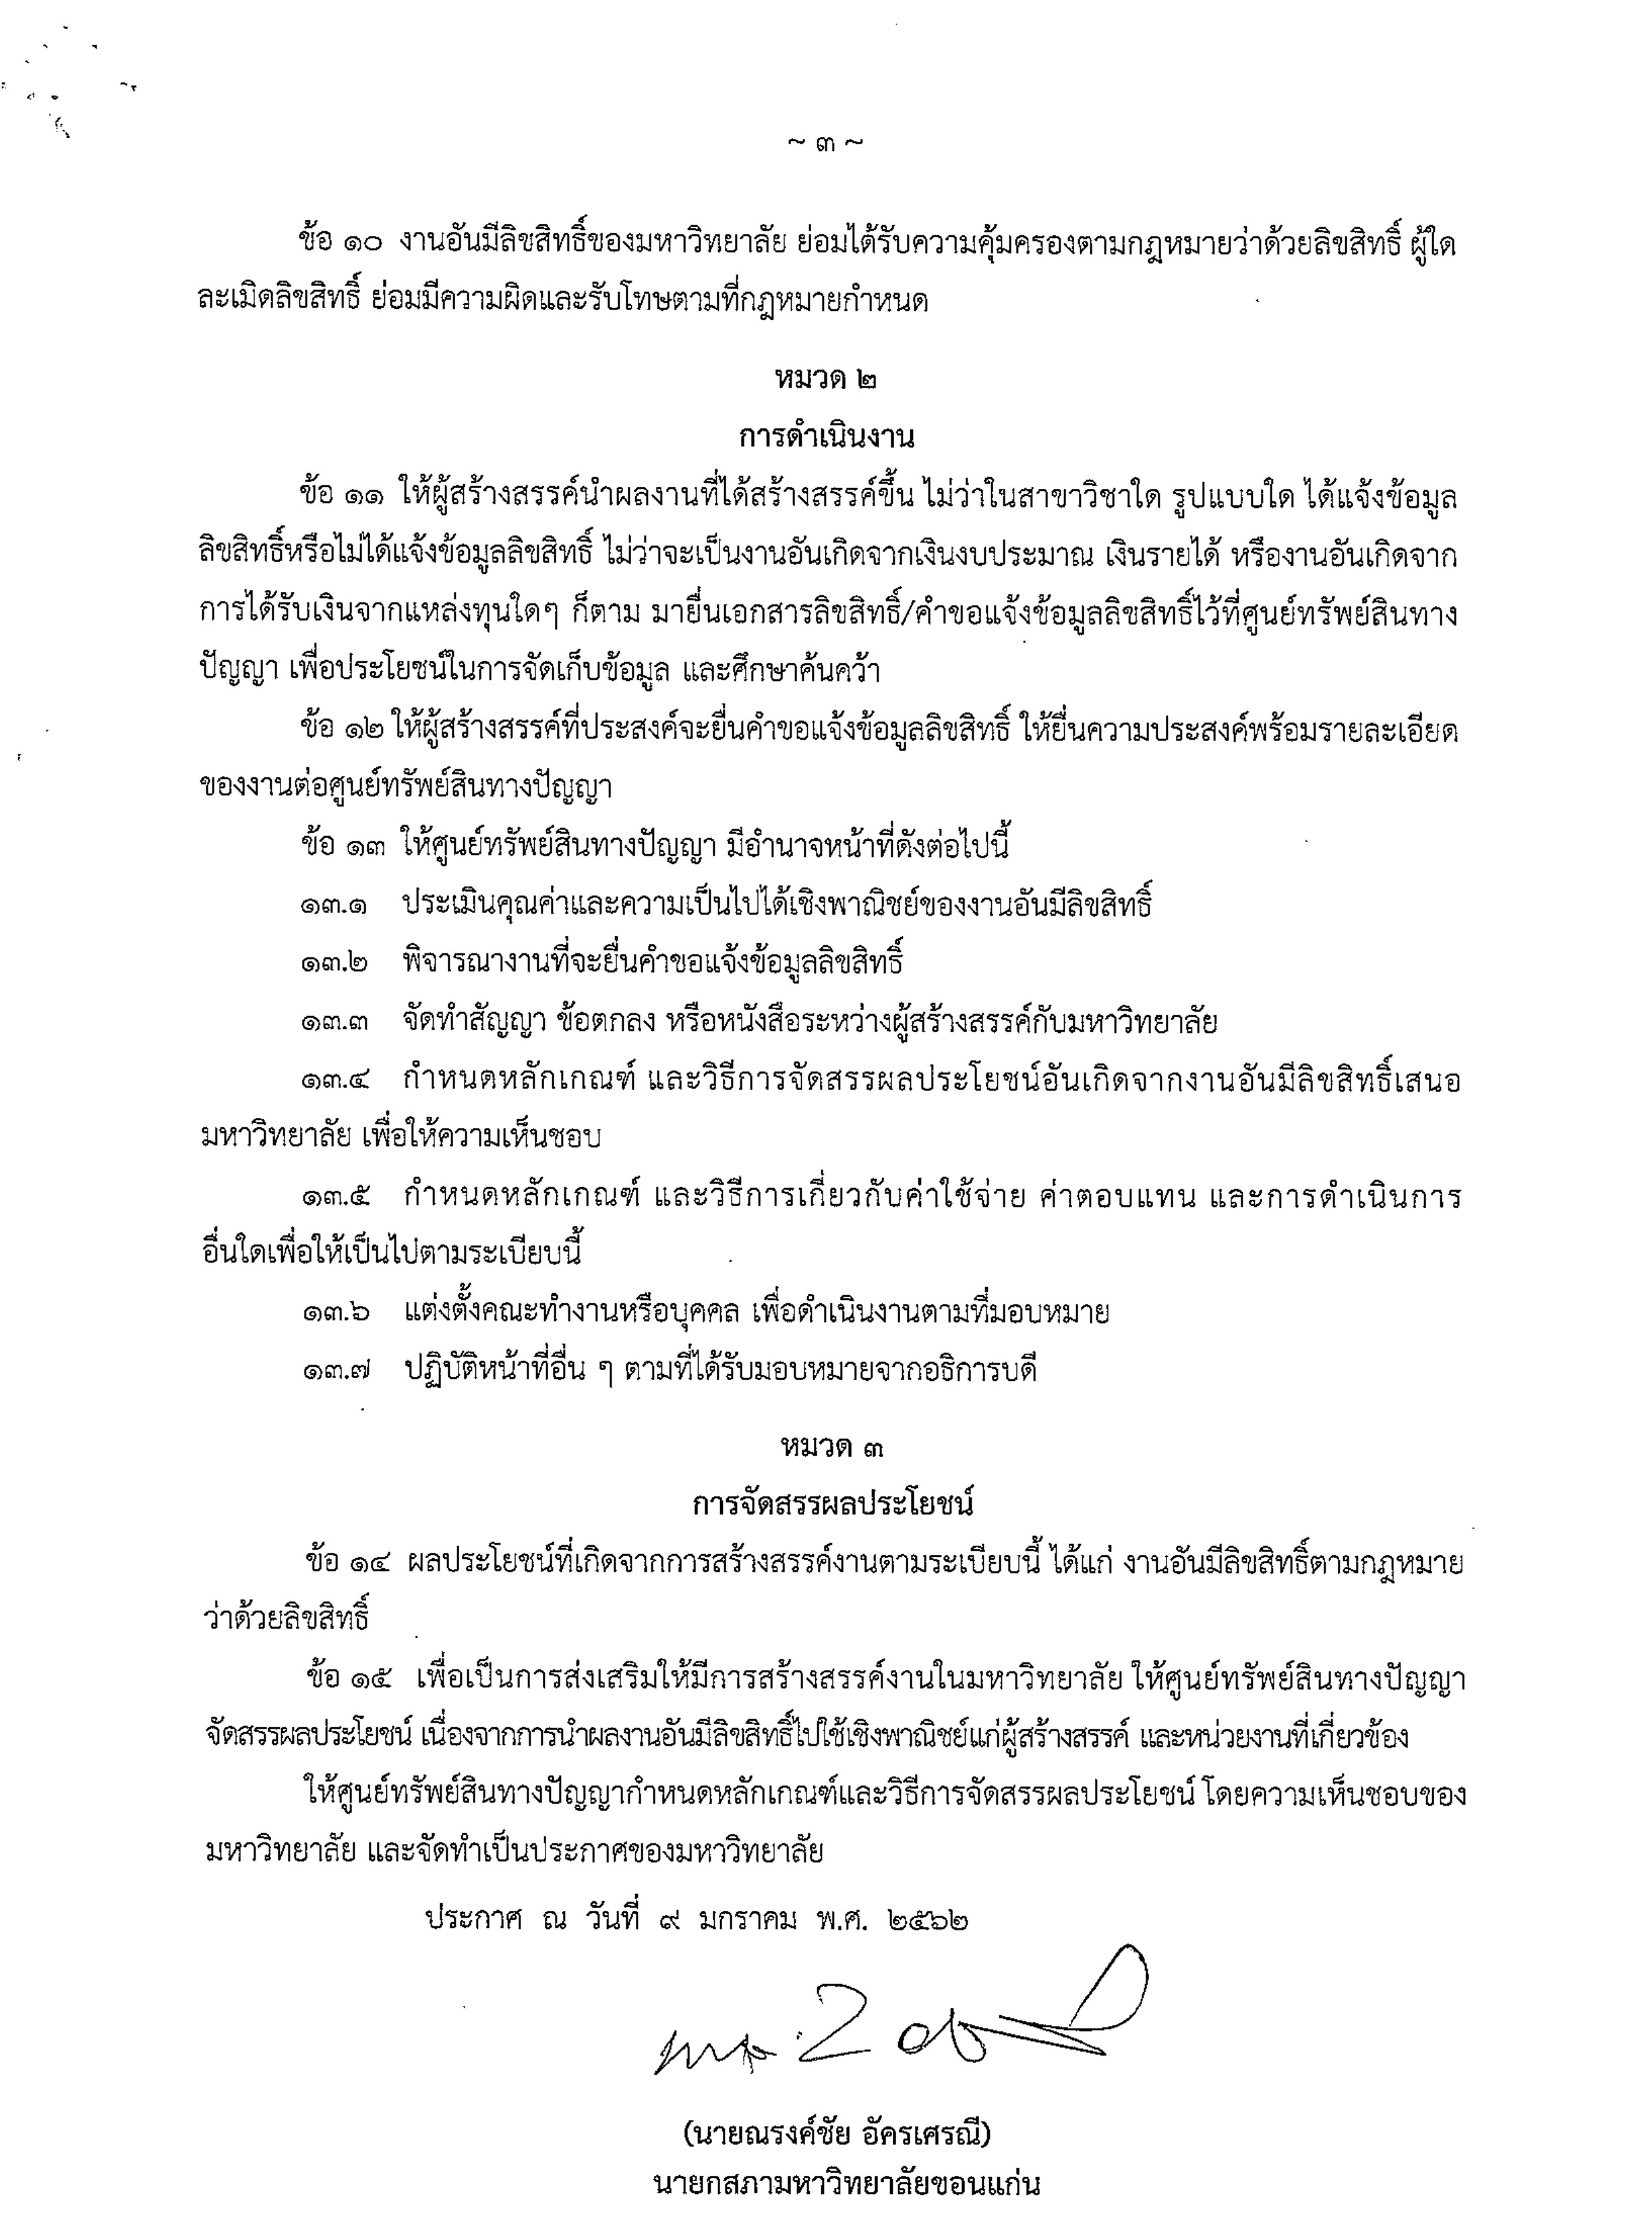 ~ ๓ ~
ข้อ ๑๐ งานอันมีลิขสิทธิ์ของมหาวิทยาลัย ย่อมได้รับความคุ้มครองตามกฎหมายว่าด้วยลิขสิทธิ์ ผู้ใด
ละเมิดลิขสิทธิ์ ย่อมมีความผิดและรับโทษตามที่กฎหมายกำหนด
หมวด ๒
การดำเนินงาน
ข้อ ๑๑ ให้ผู้สร้างสรรค์นำผลงานที่ได้สร้างสรรค์ขึ้น ไม่ว่าในสาขาวิชาใด รูปแบบใด ได้แจ้งข้อมูล
ลิขสิทธิ์หรือไม่ได้แจ้งข้อมูลลิขสิทธิ์ ไม่ว่าจะเป็นงานอันเกิดจากเงินงบประมาณ เงินรายได้ หรืองานอันเกิดจาก
การได้รับเงินจากแหล่งทุนใดๆ ก็ตาม มายื่นเอกสารลิขสิทธิ์/คำขอแจ้งข้อมูลลิขสิทธิ์ไว้ที่ศูนย์ทรัพย์สินทาง
ปัญญา เพื่อประโยชน์ในการจัดเก็บข้อมูล และศึกษาค้นคว้า
ข้อ ๑๒ ให้ผู้สร้างสรรค์ที่ประสงค์จะยื่นคำขอแจ้งข้อมูลลิขสิทธิ์ ให้ยื่นความประสงค์พร้อมรายละเอียด
ของงานต่อศูนย์ทรัพย์สินทางปัญญา
ข้อ ๑๓ ให้ศูนย์ทรัพย์สินทางปัญญา มีอำนาจหน้าที่ดังต่อไปนี้
๑๓.๑ ประเมินคุณค่าและความเป็นไปได้เชิงพาณิชย์ของงานอันมีลิขสิทธิ์
๑๓.๒ พิจารณางานที่จะยื่นคำขอแจ้งข้อมูลลิขสิทธิ์
๑๓.๓ จัดทำสัญญา ข้อตกลง หรือหนังสือระหว่างผู้สร้างสรรค์กับมหาวิทยาลัย
๑๓.๔ กำหนดหลักเกณฑ์ และวิธีการจัดสรรผลประโยชน์อันเกิดจากงานอันมีลิขสิทธิ์เสนอ
มหาวิทยาลัย เพื่อให้ความเห็นชอบ
๑๓.๕ กำหนดหลักเกณฑ์ และวิธีการเกี่ยวกับค่าใช้จ่าย ค่าตอบแทน และการดำเนินการ
อื่นใดเพื่อให้เป็นไปตามระเบียบนี้
๑๓.๖ แต่งตั้งคณะทำงานหรือบุคคล เพื่อดำเนินงานตามที่มอบหมาย
๑๓.๗ ปฏิบัติหน้าที่อื่น ๆ ตามที่ได้รับมอบหมายจากอธิการบดี
หมวด ๓
การจัดสรรผลประโยชน์
ข้อ ๑๔ ผลประโยชน์ที่เกิดจากการสร้างสรรค์งานตามระเบียบนี้ ได้แก่ งานอันมีลิขสิทธิ์ตามกฎหมาย
ว่าด้วยลิขสิทธิ์
ข้อ ๑๕ เพื่อเป็นการส่งเสริมให้มีการสร้างสรรค์งานในมหาวิทยาลัย ให้ศูนย์ทรัพย์สินทางปัญญา
จัดสรรผลประโยชน์ เนื่องจากการนำผลงานอันมีลิขสิทธิ์ไปใช้เชิงพาณิชย์แก่ผู้สร้างสรรค์ และหน่วยงานที่เกี่ยวข้อง
ให้ศูนย์ทรัพย์สินทางปัญญากำหนดหลักเกณฑ์และวิธีการจัดสรรผลประโยชน์ โดยความเห็นชอบของ
มหาวิทยาลัย และจัดทำเป็นประกาศของมหาวิทยาลัย
ประกาศ ณ วันที่ ๙ มกราคม พ.ศ. ๒๕๖๒
(นายณรงค์ชัย อัครเศรณี)
นายกสภามหาวิทยาลัยขอนแก่น